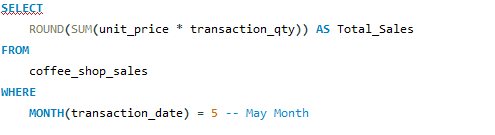 SELECT
ROUND(SUM(unit_price * transaction_qty)) AS Total_Sales
FROM
coffee_shop_sales
WHERE
MONTH(transaction_date) = 5 -- May Month